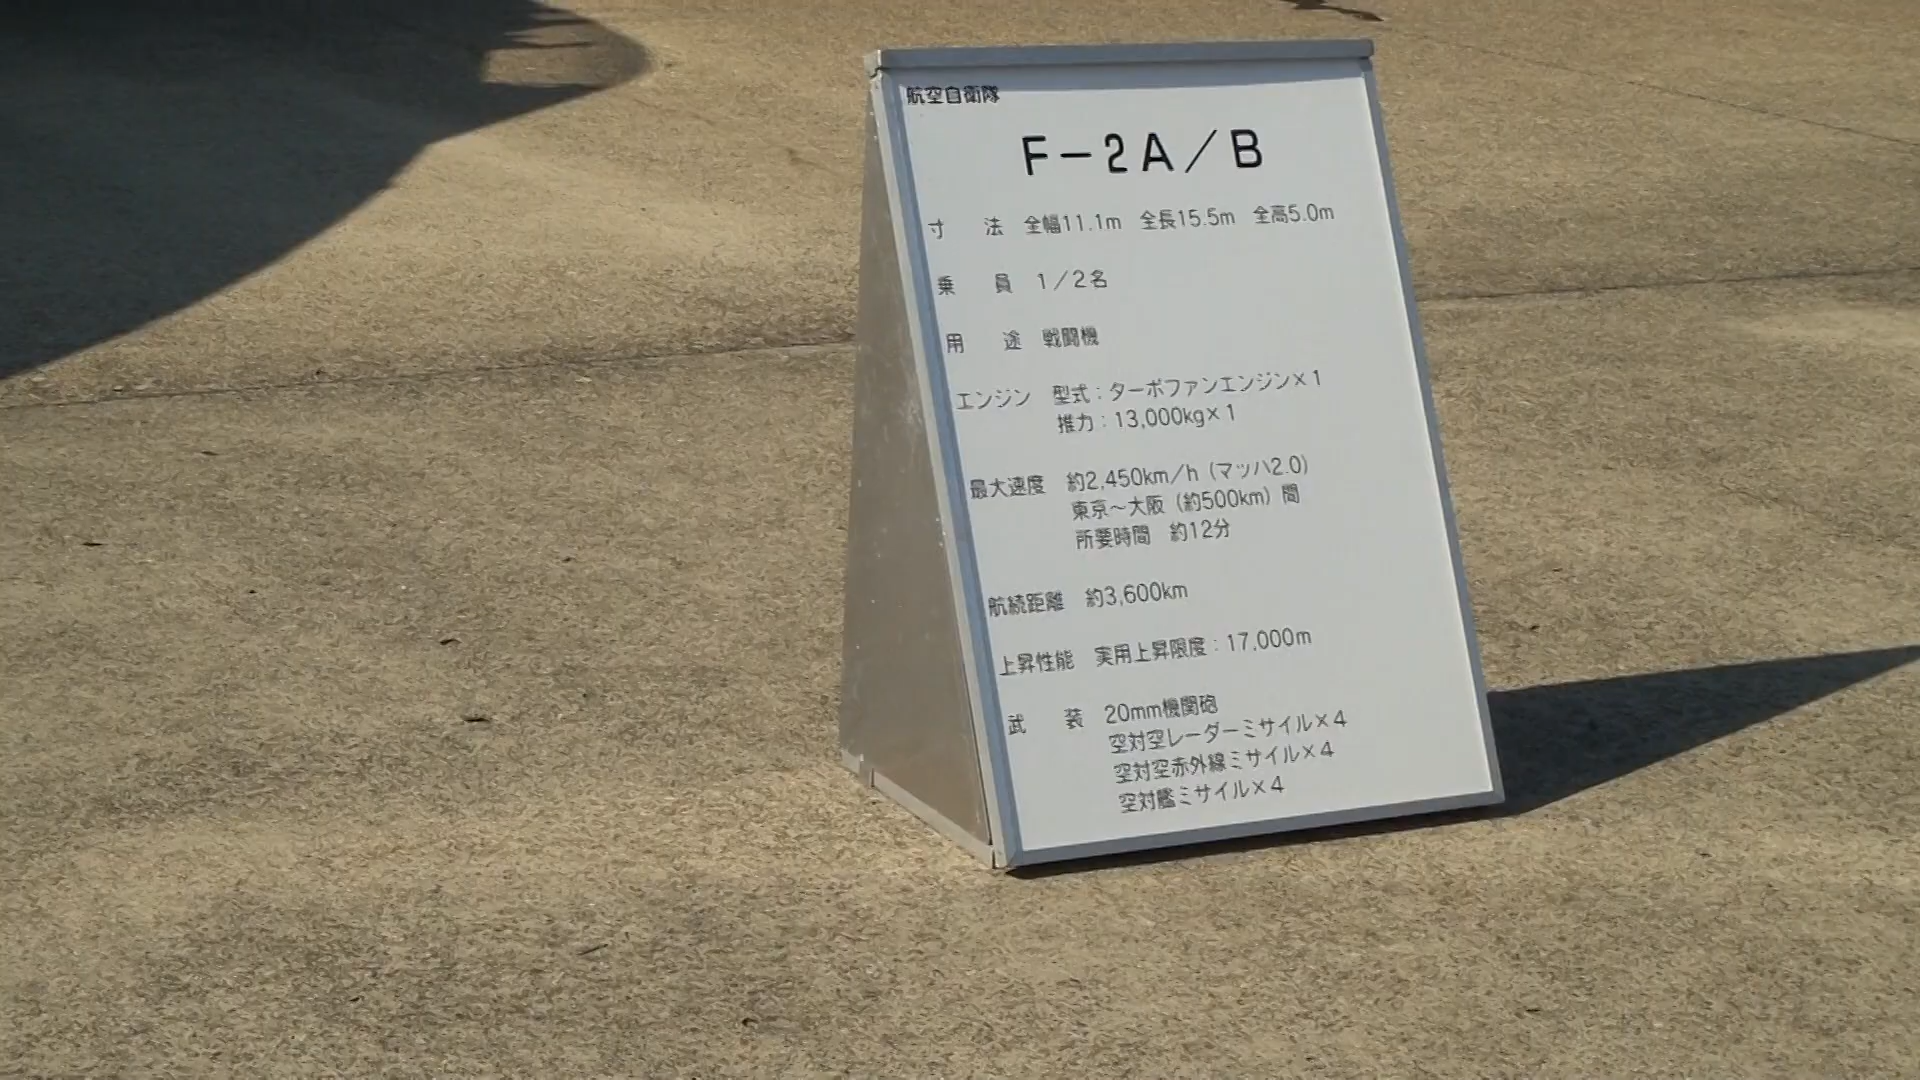 航空自衛隊
F－2A／B
寸　法　全幅11.1m　全長15.5m　全高5.0m
乗　員　1／2名
用　途　戦闘機
エンジン　型式：ターボファンエンジン×1
推力：13,000kg×1
最大速度　約2,450km／h（マッハ2.0）
東京～大阪（約500km）間
所要時間　約12分
航続距離　約3,600km
上昇性能　実用上昇限度：17,000m
武　装　20mm機関砲
空対空レーダーミサイル×4
空対空赤外線ミサイル×4
空対艦ミサイル×4